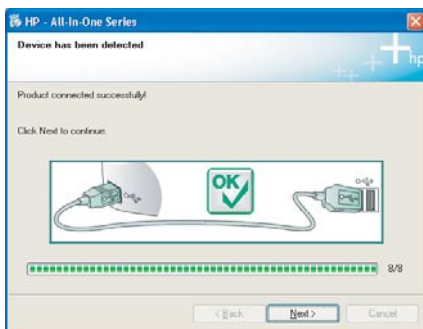 HP - All-In-One Series
Device has been detected
hp
Product connected successfully!
Click Next to continue.
OK
8/8
< Back Next > Cancel